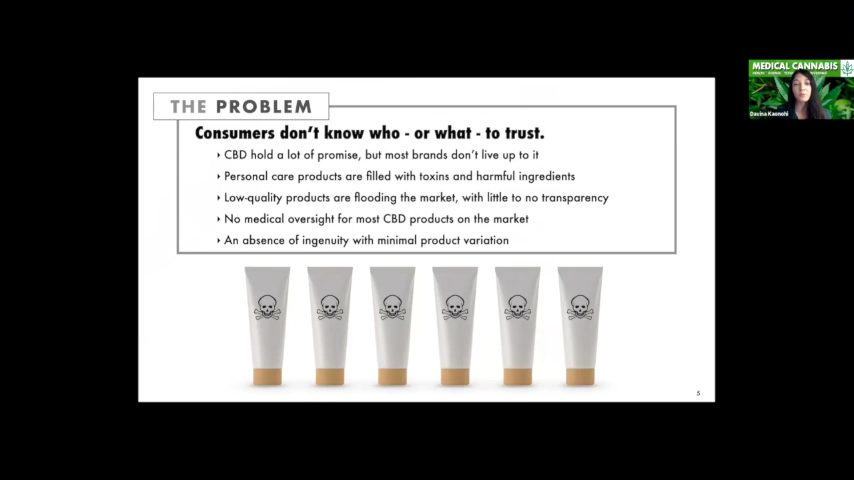 THE PROBLEM
Consumers don't know who - or what - to trust.
CBD hold a lot of promise, but most brands don't live up to it
Personal care products are filled with toxins and harmful ingredients
Low-quality products are flooding the market, with little to no transparency
No medical oversight for most CBD products on the market
An absence of ingenuity with minimal product variation
5
MEDICAL CANNABIS
Davina Kaonohi